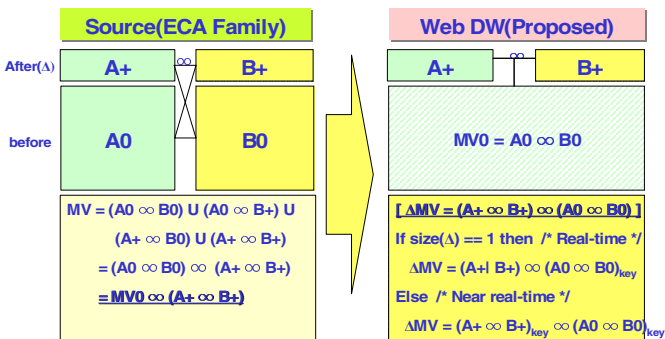 Source(ECA Family)
Web DW(Proposed)
After(Δ)
A+
∞
B+
A+
∞
B+
before
A0
B0
MV0 = A0 ∞ B0
MV = (A0 ∞ B0) U (A0 ∞ B+) U
(A+ ∞ B0) U (A+ ∞ B+)
= (A0 ∞ B0) ∞ (A+ ∞ B+)
= MV0 ∞ (A+ ∞ B+)
[ ΔMV = (A+ ∞ B+) ∞ (A0 ∞ B0) ]
If size(Δ) == 1 then /* Real-time */
ΔMV = (A+| B+) ∞ (A0 ∞ B0)key
Else /* Near real-time */
ΔMV = (A+ ∞ B+)key ∞ (A0 ∞ B0)key